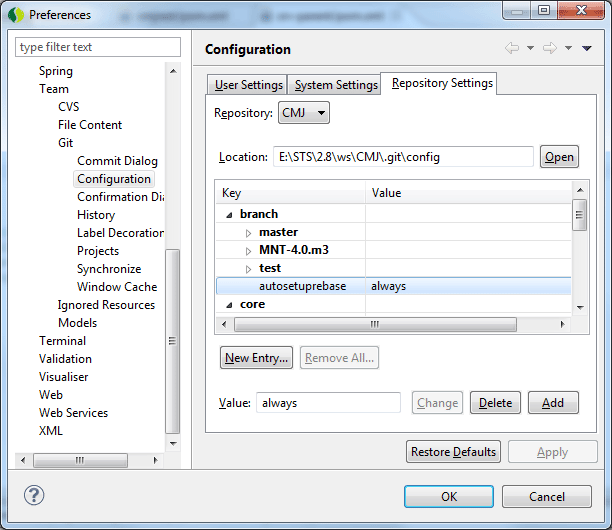 Preferences
type filter text
Spring
Team
CVS
File Content
Git
Commit Dialog
Configuration
Confirmation Dia
History
Label Decoration
Projects
Synchronize
Window Cache
Ignored Resources
Models
Terminal
Validation
Visualiser
Web
Web Services
XML
Configuration
User Settings System Settings Repository Settings
Repository: CMJ
Location: E:\STS\2.8\ws\CMJ\.git\config Open
Key Value
branch
master
MNT-4.0.m3
test
autosetuprebase always
core
New Entry... Remove All...
Value: always Change Delete Add
Restore Defaults Apply
? OK Cancel